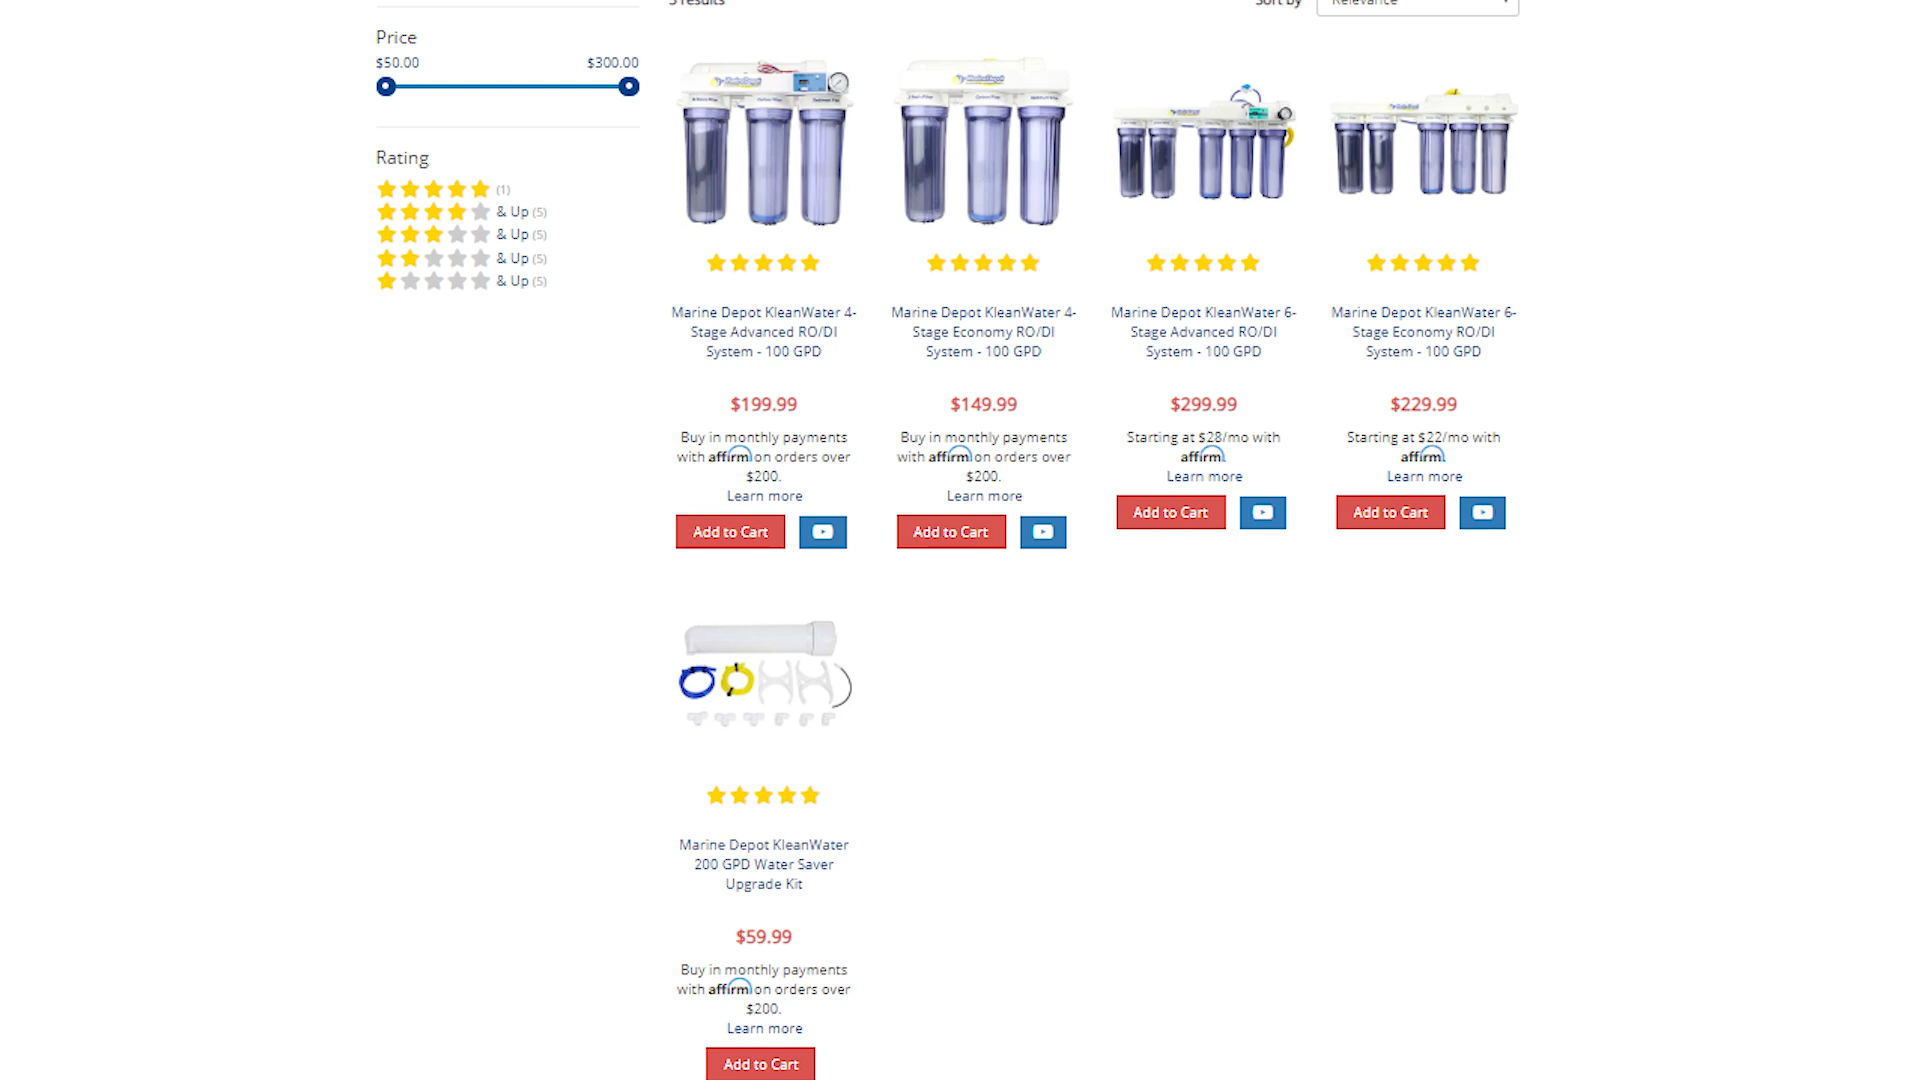 5 results
Sort by
Relevance
Price
$50.00 $300.00
Rating
(1)
& Up (5)
& Up (5)
& Up (5)
& Up (5)
Marine Depot KleanWater 4-
Stage Advanced RO/DI
System - 100 GPD
$199.99
Buy in monthly payments
with affirm on orders over
$200.
Learn more
Add to Cart
Marine Depot KleanWater 4-
Stage Economy RO/DI
System - 100 GPD
$149.99
Buy in monthly payments
with affirm on orders over
$200.
Learn more
Add to Cart
Marine Depot KleanWater 6-
Stage Advanced RO/DI
System - 100 GPD
$299.99
Starting at $28/mo with
affirm.
Learn more
Add to Cart
Marine Depot KleanWater 6-
Stage Economy RO/DI
System - 100 GPD
$229.99
Starting at $22/mo with
affirm.
Learn more
Add to Cart
Marine Depot KleanWater
200 GPD Water Saver
Upgrade Kit
$59.99
Buy in monthly payments
with affirm on orders over
$200.
Learn more
Add to Cart